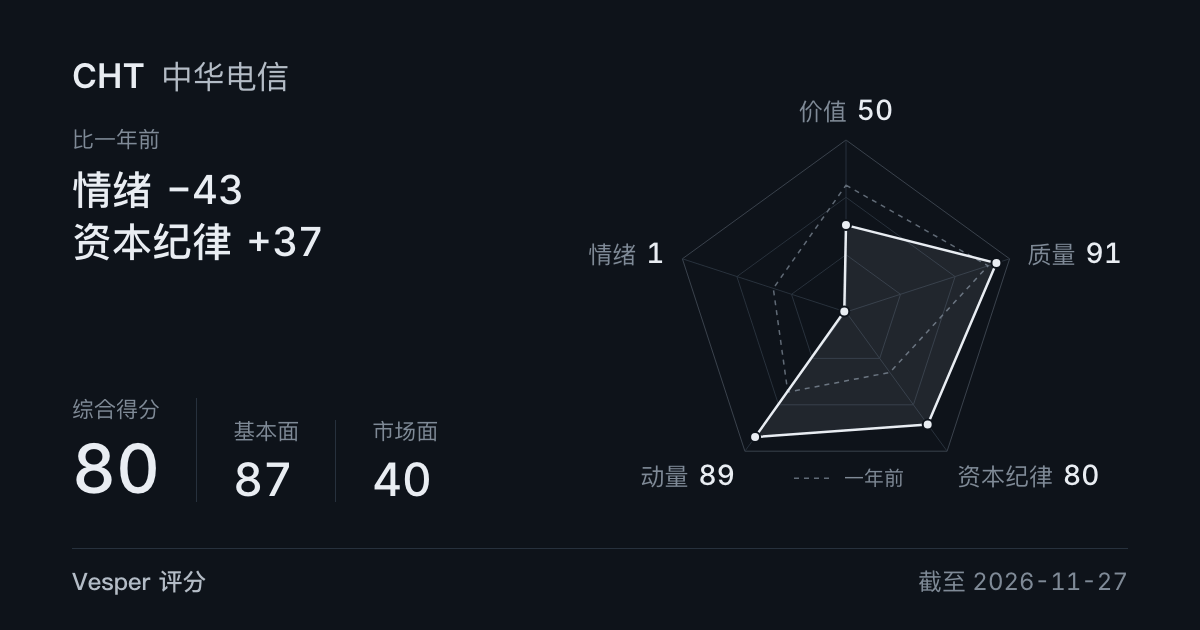 CHT 中华电信
比一年前
情绪 −43
资本纪律 +37
综合得分
80
基本面
87
市场面
40
价值 50
质量 91
资本纪律 80
动量 89
情绪 1
一年前
Vesper 评分
截至 2026-11-27